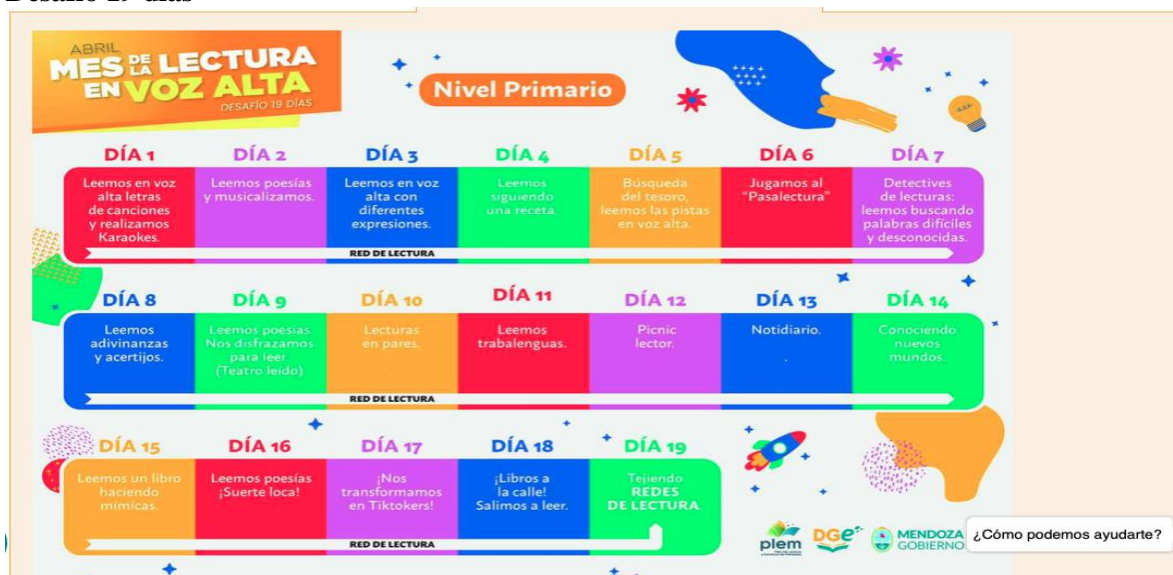 Desafío 19 días
ABRIL
MES DE LA LECTURA
EN VOZ ALTA
DESAFÍO 19 DÍAS
Nivel Primario
DÍA 1
Leemos en voz
alta letras
de canciones
y realizamos
Karaokes.
DÍA 2
Leemos poesías
y musicalizamos.
DÍA 3
Leemos en voz
alta con
diferentes
expresiones.
DÍA 4
Leemos
siguiendo
una receta.
DÍA 5
Búsqueda
del tesoro,
leemos las pistas
en voz alta.
DÍA 6
Jugamos al
"Pasalectura"
DÍA 7
Detectives
de lecturas:
leemos buscando
palabras difíciles
y desconocidas.
RED DE LECTURA
DÍA 8
Leemos
adivinanzas
y acertijos.
DÍA 9
Leemos poesías
Nos disfrazamos
para leer.
(Teatro leído)
DÍA 10
Lecturas
en pares.
DÍA 11
Leemos
trabalenguas.
DÍA 12
Picnic
lector.
DÍA 13
Notidiario.
.
DÍA 14
Conociendo
nuevos
mundos.
RED DE LECTURA
DÍA 15
Leemos un libro
haciendo
mímicas.
DÍA 16
Leemos poesías
¡Suerte loca!
DÍA 17
¡Nos
transformamos
en Tiktokers!
DÍA 18
¡Libros a
la calle!
Salimos a leer.
DÍA 19
Tejiendo
REDES
DE LECTURA.
RED DE LECTURA
plem
DGe
MENDOZA
GOBIERNO
¿Cómo podemos ayudarte?